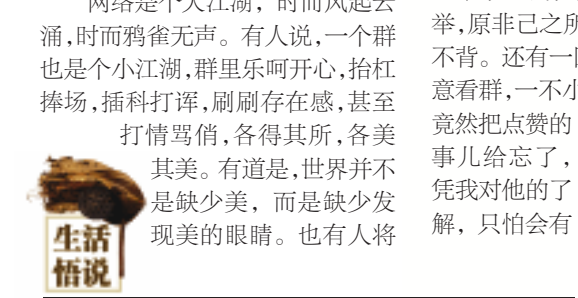 网络是个大江湖，时而风起云
涌，时而鸦雀无声。有人说，一个群
也是个小江湖，群里乐呵开心，抬杠
捧场，插科打诨，刷刷存在感，甚至
打情骂俏，各得其所，各美
其美。有道是，世界并不
是缺少美，而是缺少发
现美的眼睛。也有人将
生活
悟说
举，原非己之所
不背。还有一
意看群，一不小
竟然把点赞的
事儿给忘了，
凭我对他的了
解，只怕会有